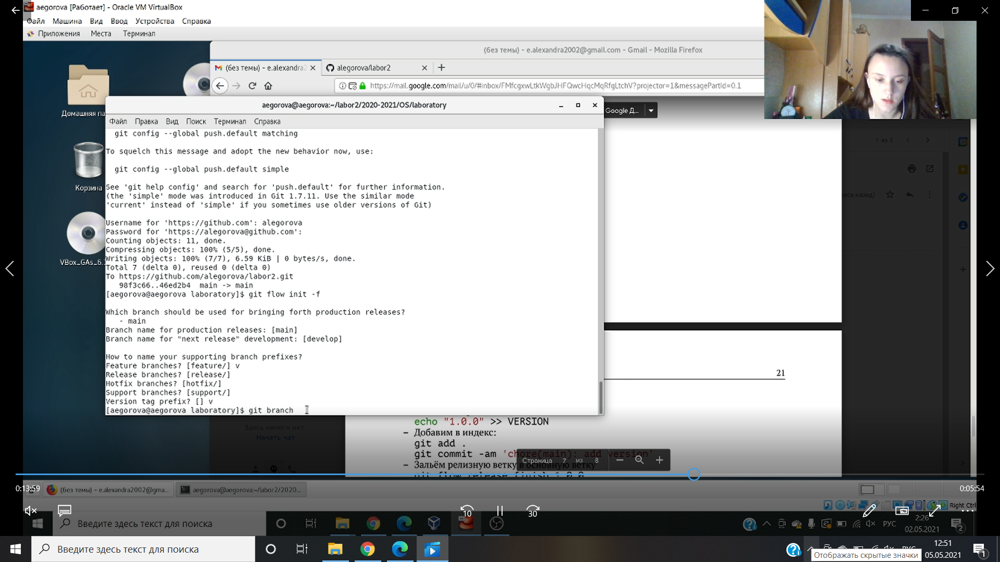 aegorova [Работает] - Oracle VM VirtualBox
Файл Машина Вид Ввод Устройства Справка
Приложения Места Терминал
(без темы) - e.alexandra2002@gmail.com - Gmail - Mozilla Firefox
(без темы) - e.alexandra2
alegorova/labor2
https://mail.google.com/mail/u/0/#inbox/FMfcgxwLtkWgbJHFQwcHqcMqRfgLtchV?projector=1&messagePartId=0.1
Домашняя па
Корзина
VBox_GAs_6.
aegorova@aegorova:~/labor2/2020-2021/OS/laboratory
Google Д...
Файл Правка Вид Поиск Терминал Справка
1 из 3
git config --global push.default matching
To squelch this message and adopt the new behavior now, use:
git config --global push.default simple
See 'git help config' and search for 'push.default' for further information.
(the 'simple' mode was introduced in Git 1.7.11. Use the similar mode
'current' instead of 'simple' if you sometimes use older versions of Git)
Username for 'https://github.com': alegorova
Password for 'https://alegorova@github.com':
Counting objects: 11, done.
Compressing objects: 100% (5/5), done.
Writing objects: 100% (7/7), 6.59 KiB | 0 bytes/s, done.
Total 7 (delta 0), reused 0 (delta 0)
To https://github.com/alegorova/labor2.git
98f3c66..46ed2b4 main -> main
[aegorova@aegorova laboratory]$ git flow init -f
Which branch should be used for bringing forth production releases?
- main
Branch name for production releases: [main]
Branch name for "next release" development: [develop]
How to name your supporting branch prefixes?
Feature branches? [feature/] v
Release branches? [release/]
Hotfix branches? [hotfix/]
Support branches? [support/]
Version tag prefix? [] v
[aegorova@aegorova laboratory]$ git branch
часа назад)
21
echo "1.0.0" >> VERSION
– Добавим в индекс:
git add .
git commit -am 'chore(main): add version'
– Зальём релизную ветку в основную ветку
git flow release finish 1.0.0
Страница 7 из 8
Здесь ничего нет.
Начать чат
0:13:59
0:05:54
(без темы) - e.alexandra2002@gma...
aegorova@aegorova:~/labor2/2020...
10
30
Right Ctrl
Введите здесь текст для поиска
РУС
2:26
02.05.2021
2
Введите здесь текст для поиска
РУС
12:51
05.05.2021
1
Отображать скрытые значки